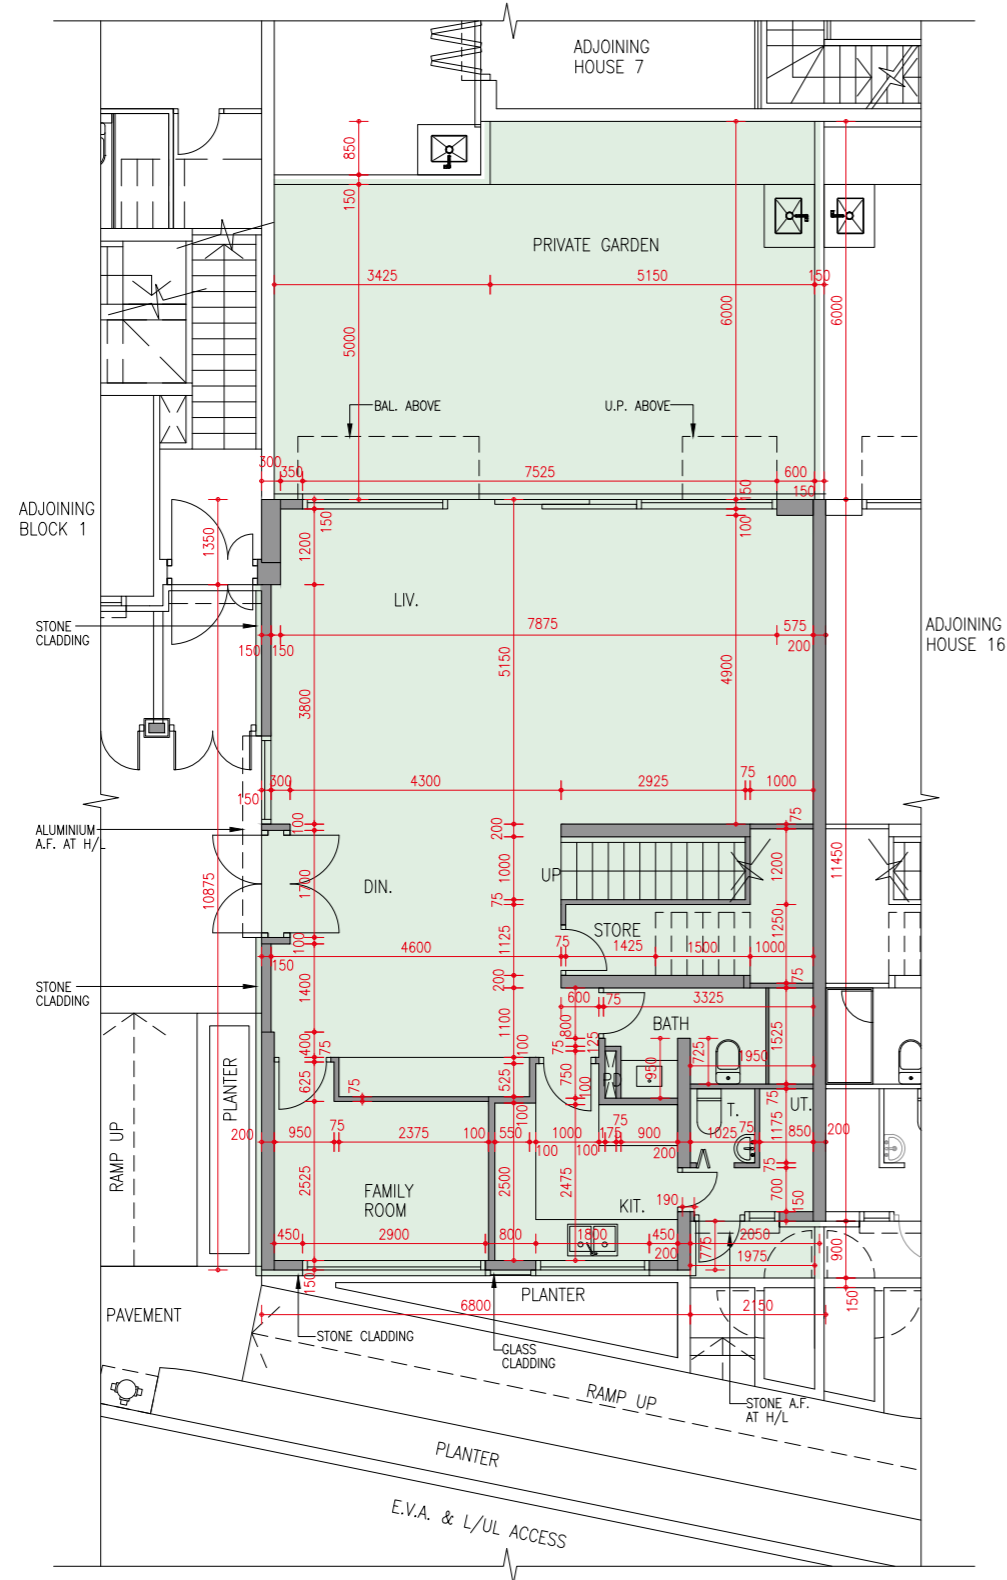 ADJOINING
HOUSE 7
850
150
PRIVATE GARDEN
3425
5150
150
5000
6000
6000
BAL. ABOVE
U.P. ABOVE
300
350
7525
600
150
150
ADJOINING
BLOCK 1
1350
150
1200
100
LIV.
STONE
CLADDING
7875
575
150
150
200
ADJOINING
HOUSE 16
5150
4900
3800
300
4300
2925
75
1000
150
ALUMINIUM
A.F. AT H/L
100
200
75
11450
10875
1700
DIN.
1000
UP
1200
75
STORE
1250
100
4600
1125
75
1425
1500
1000
150
STONE
CLADDING
200
75
1400
600
75
3325
1100
800
BATH
1525
400
75
100
75
125
950
725
1950
PLANTER
625
75
525
750
100
PD
RAMP UP
100
75
T.
75
UT.
1175
200
950
75
2375
100
550
1000
175
900
1025
75
850
200
100
100
200
2525
FAMILY
ROOM
2500
2475
KIT.
190
75
700
150
450
2900
800
1800
450
200
775
2050
1975
900
150
150
PLANTER
PAVEMENT
6800
2150
STONE CLADDING
GLASS
CLADDING
RAMP UP
STONE A.F.
AT H/L
PLANTER
E.V.A. & L/UL ACCESS